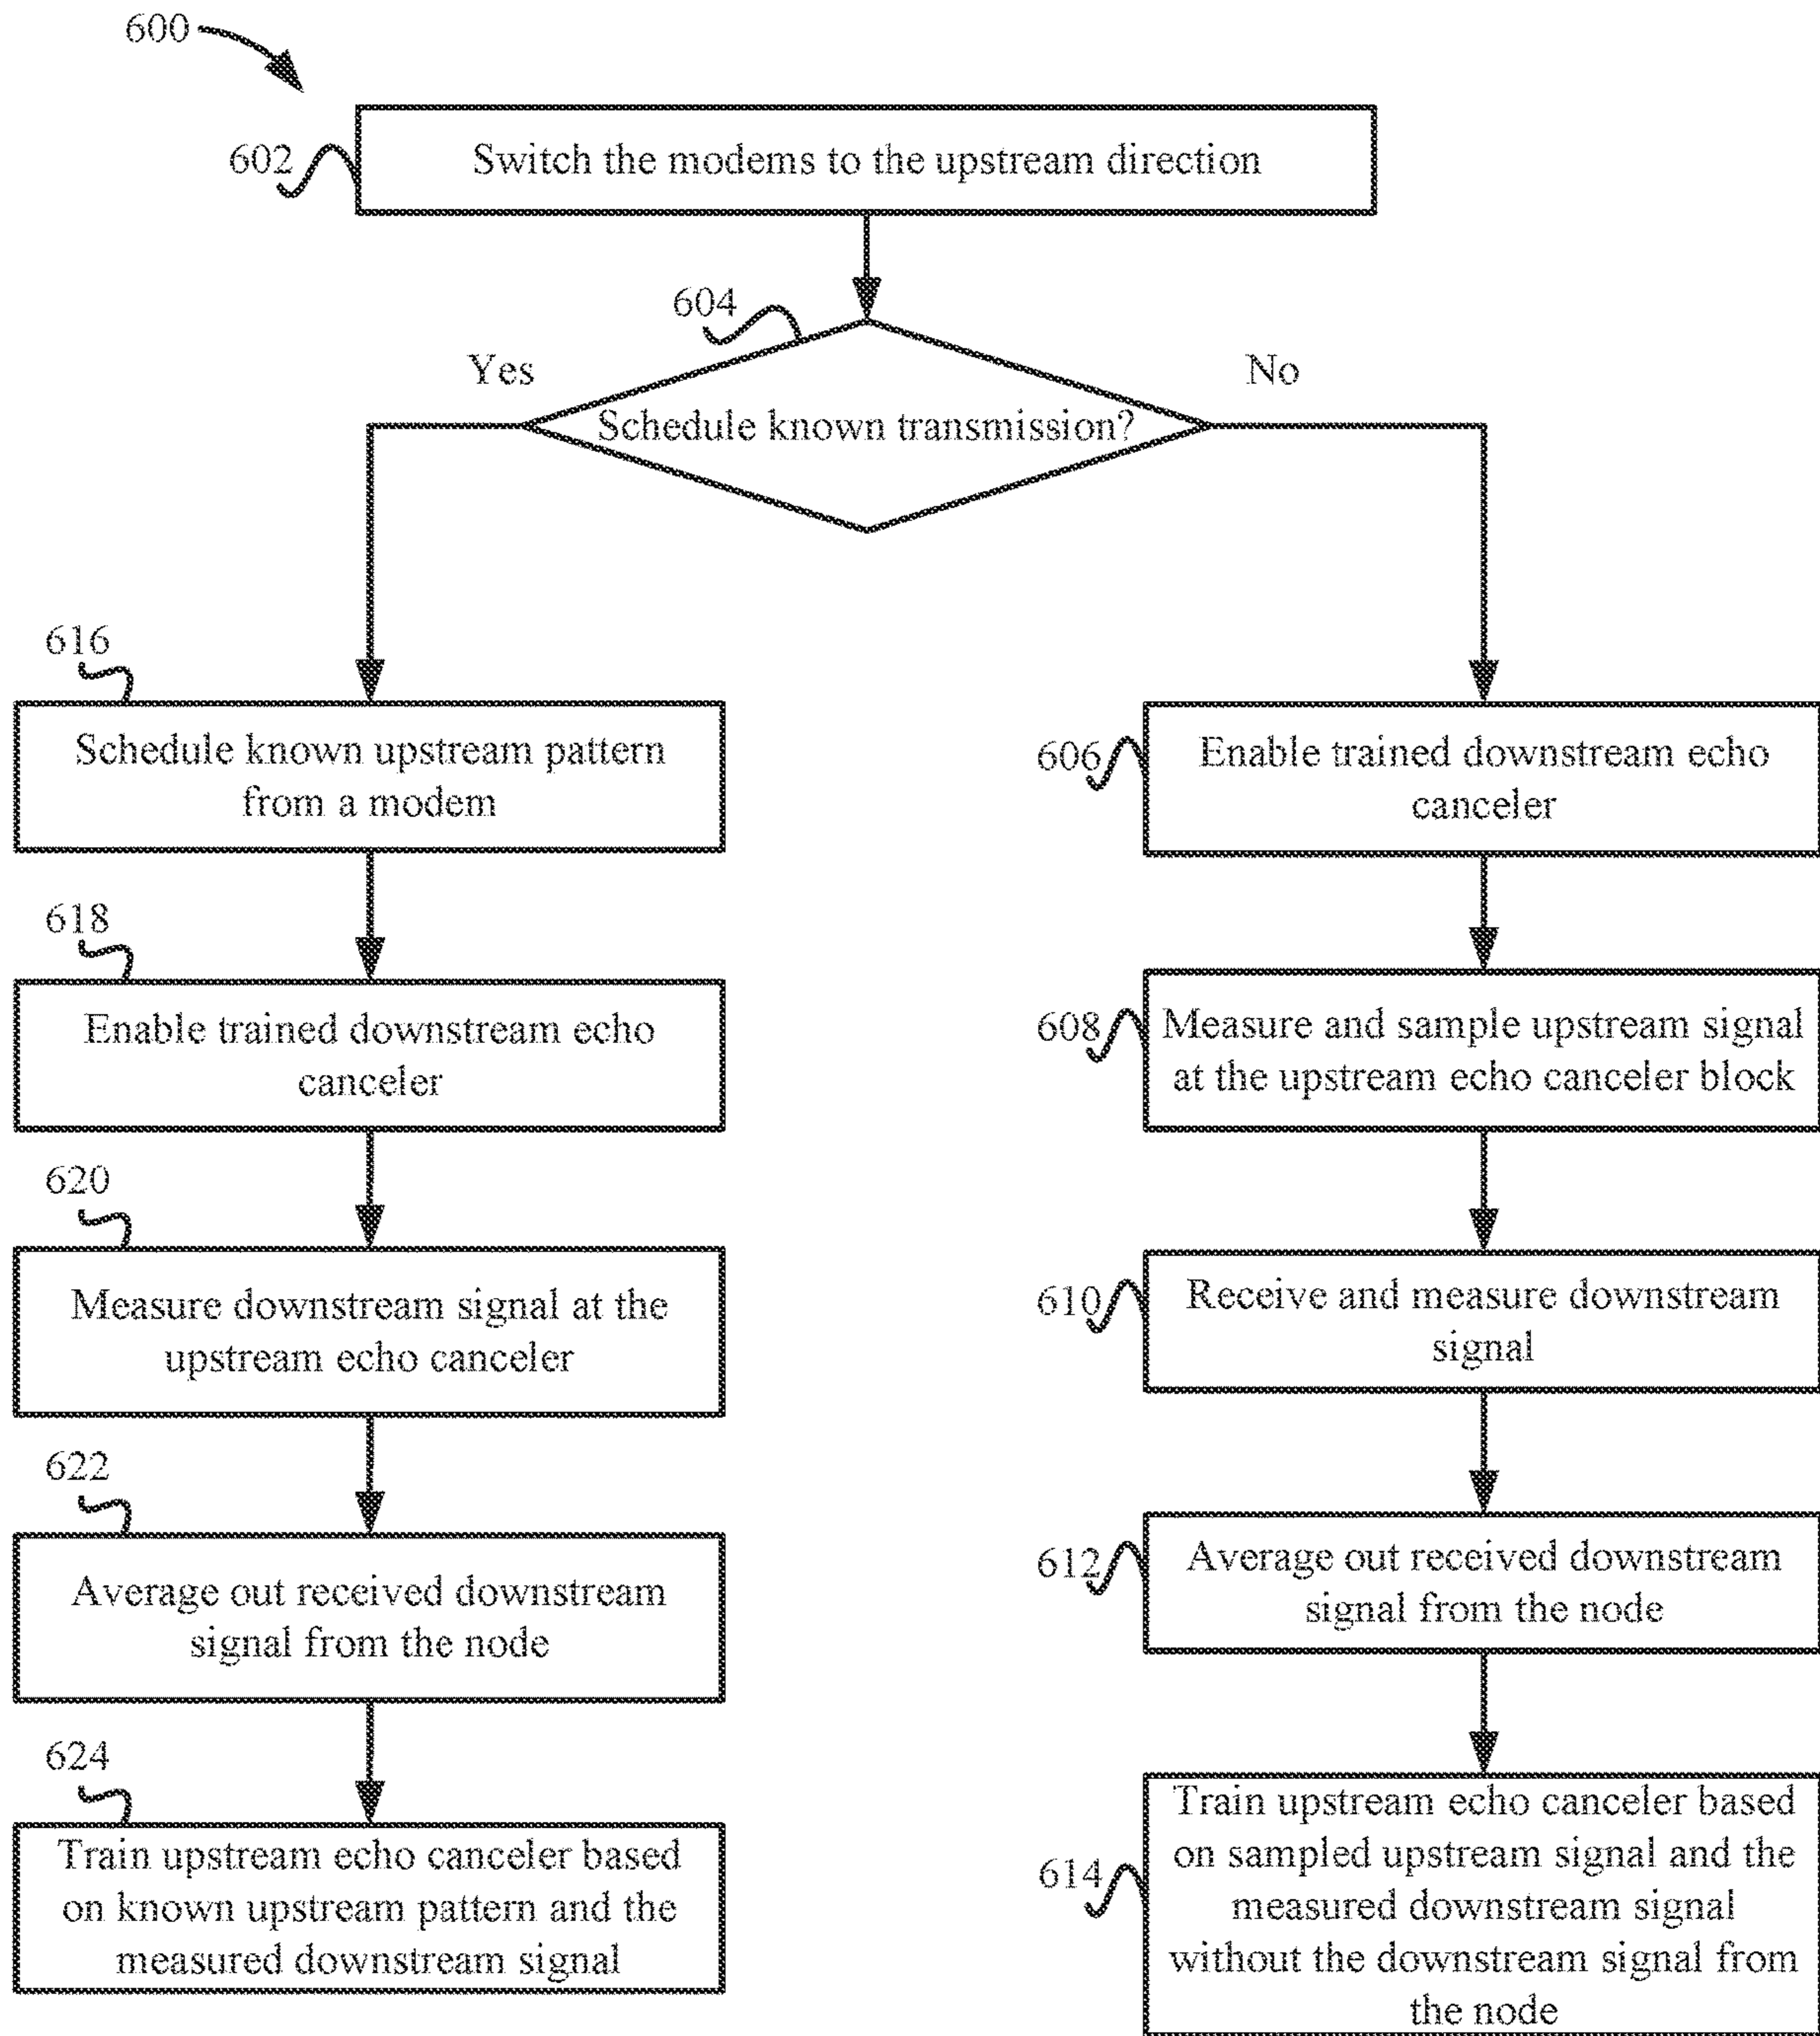 600
602
Switch the modems to the upstream direction
604
Yes
No
Schedule known transmission?
616
Schedule known upstream pattern
from a modem
618
Enable trained downstream echo
canceler
620
Measure downstream signal at the
upstream echo canceler
622
Average out received downstream
signal from the node
624
Train upstream echo canceler based
on known upstream pattern and the
measured downstream signal
606
Enable trained downstream echo
canceler
608
Measure and sample upstream signal
at the upstream echo canceler block
610
Receive and measure downstream
signal
612
Average out received downstream
signal from the node
614
Train upstream echo canceler based
on sampled upstream signal and the
measured downstream signal
without the downstream signal from
the node